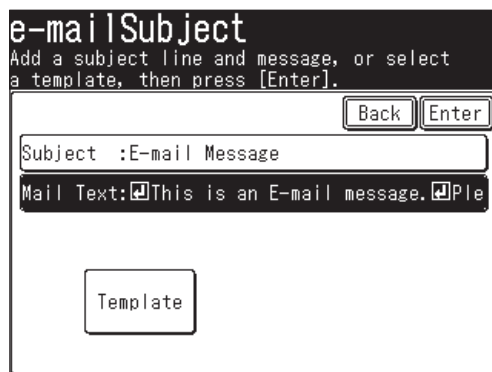 e-mailSubject
Add a subject line and message, or select
a template, then press [Enter].
Back Enter
Subject :E-mail Message
Mail Text:↵This is an E-mail message.↵Ple
Template